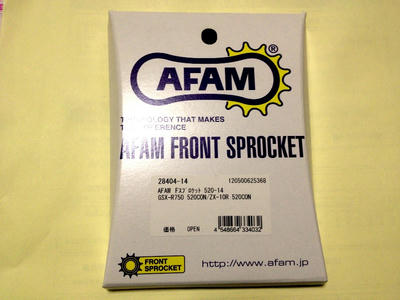 AFAM®
TECHNOLOGY THAT MAKES
THE DIFFERENCE
AFAM FRONT SPROCKET
28404-14 120500625368
AFAM Fスプロケット 520-14
GSX-R750 520CON/ZX-10R 520CON
価格 OPEN
4 548664 334032
FRONT
SPROCKET
http://www.afam.jp